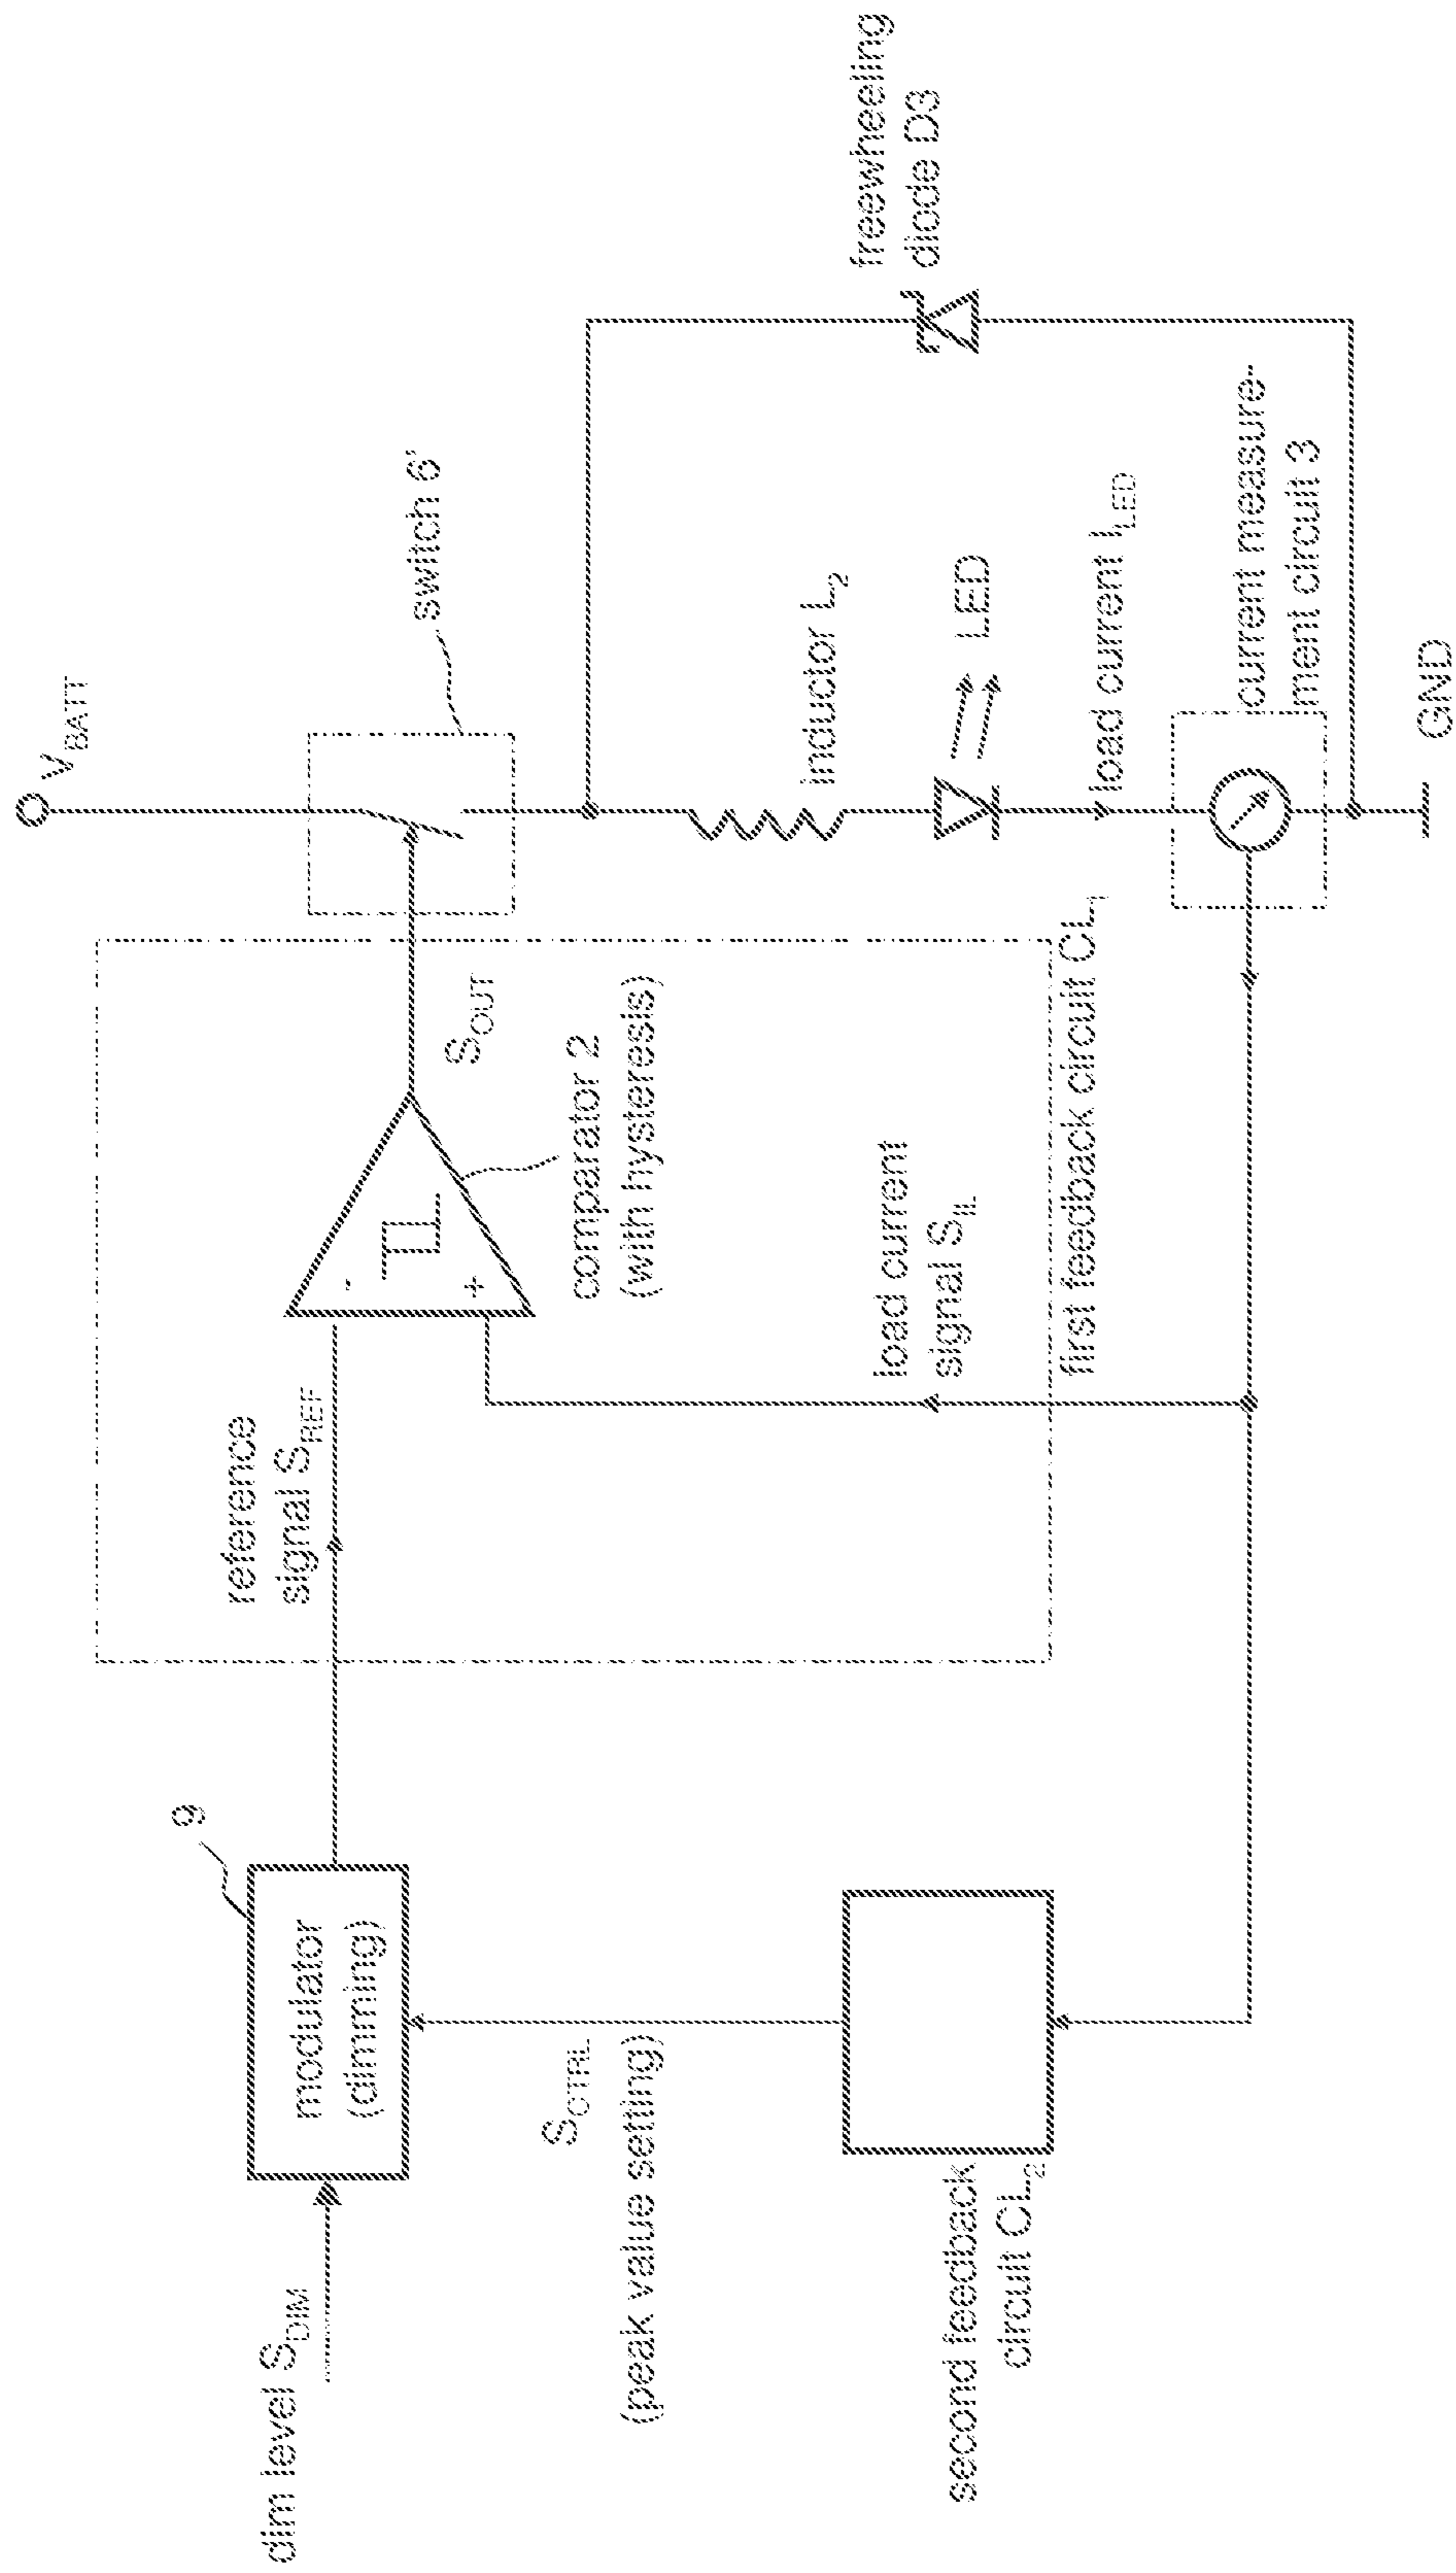 V_BATT
switch 6'
freewheeling
diode D3
S_OUT
comparator 2
(with hysteresis)
-
+
reference
signal S_REF
inductor L_2
LED
load current I_LED
current measure-
ment circuit 3
GND
load current
signal S_IL
first feedback circuit CL_1
9
modulator
(dimming)
dim level S_DIM
S_CTRL
(peak value setting)
second feedback
circuit CL_2